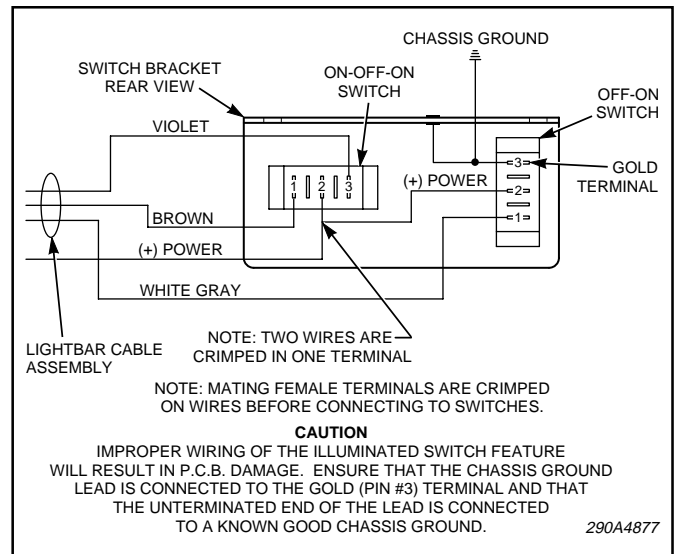 CHASSIS GROUND
SWITCH BRACKET
REAR VIEW
ON-OFF-ON
SWITCH
OFF-ON
SWITCH
VIOLET
3
GOLD
TERMINAL
1 2 3
(+) POWER
2
BROWN
1
(+) POWER
WHITE GRAY
LIGHTBAR CABLE
ASSEMBLY
NOTE: TWO WIRES ARE
CRIMPED IN ONE TERMINAL
NOTE: MATING FEMALE TERMINALS ARE CRIMPED
ON WIRES BEFORE CONNECTING TO SWITCHES.
CAUTION
IMPROPER WIRING OF THE ILLUMINATED SWITCH FEATURE
WILL RESULT IN P.C.B. DAMAGE. ENSURE THAT THE CHASSIS GROUND
LEAD IS CONNECTED TO THE GOLD (PIN #3) TERMINAL AND THAT
THE UNTERMINATED END OF THE LEAD IS CONNECTED
TO A KNOWN GOOD CHASSIS GROUND.
290A4877